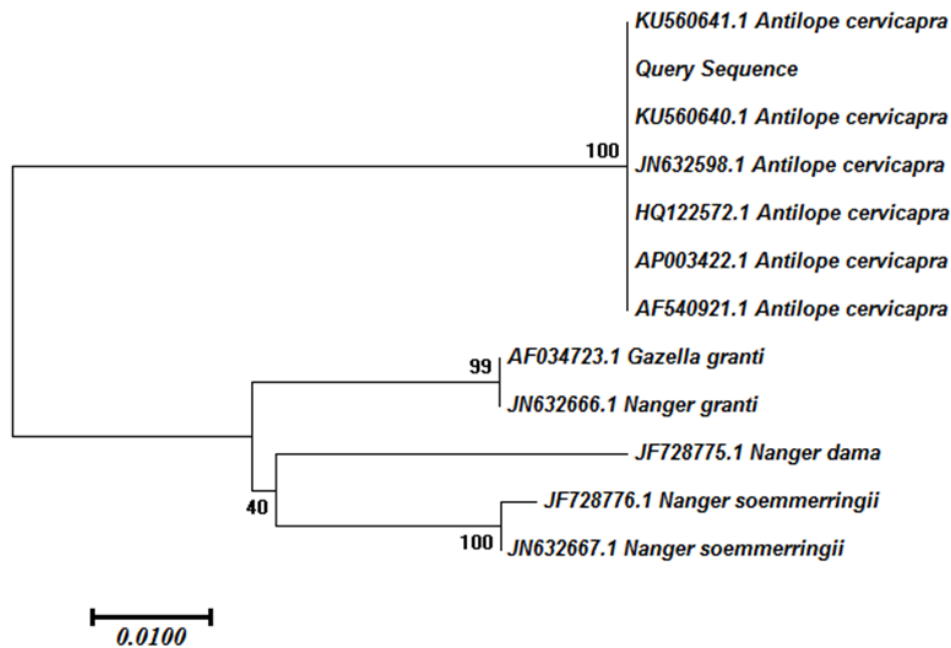 KU560641.1 Antilope cervicapra
Query Sequence
KU560640.1 Antilope cervicapra
100
JN632598.1 Antilope cervicapra
HQ122572.1 Antilope cervicapra
AP003422.1 Antilope cervicapra
AF540921.1 Antilope cervicapra
AF034723.1 Gazella granti
99
JN632666.1 Nanger granti
JF728775.1 Nanger dama
40
JF728776.1 Nanger soemmerringii
100
JN632667.1 Nanger soemmerringii
0.0100